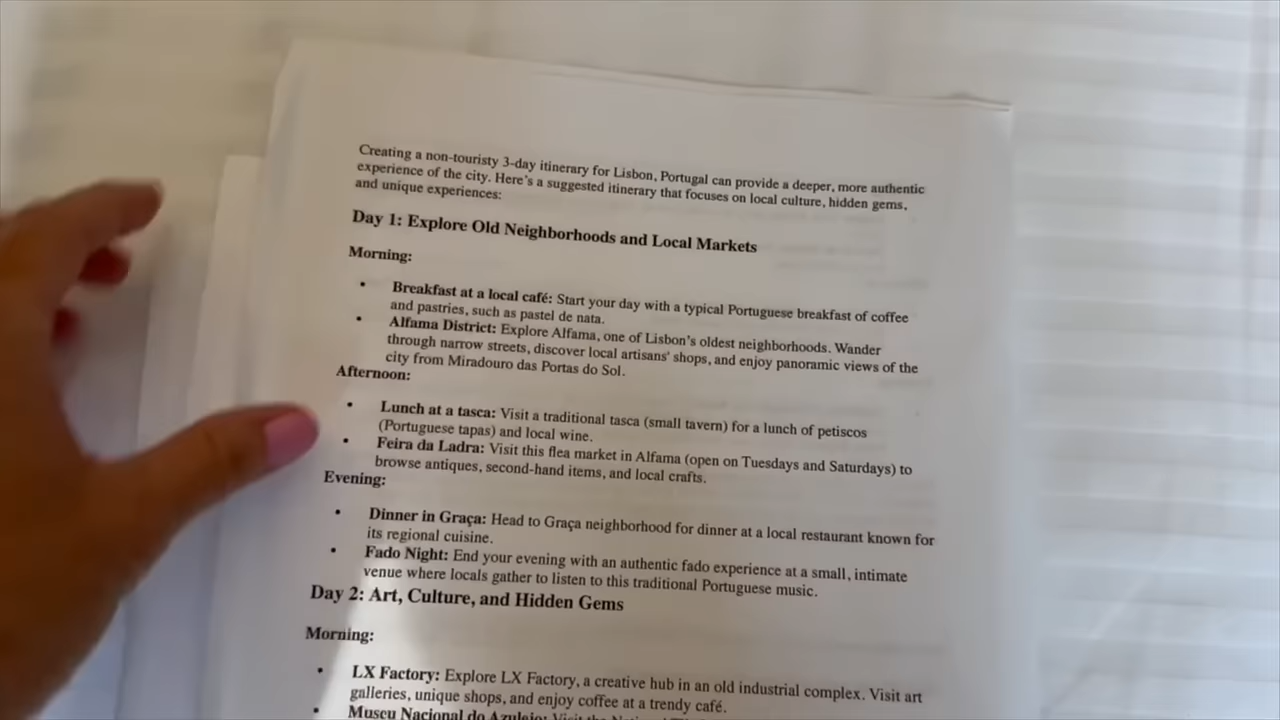 Creating a non-touristy 3-day itinerary for Lisbon, Portugal can provide a deeper, more authentic
experience of the city. Here's a suggested itinerary that focuses on local culture, hidden gems,
and unique experiences:
Day 1: Explore Old Neighborhoods and Local Markets
Morning:
• Breakfast at a local café: Start your day with a typical Portuguese breakfast of coffee
and pastries, such as pastel de nata.
• Alfama District: Explore Alfama, one of Lisbon's oldest neighborhoods. Wander
through narrow streets, discover local artisans' shops, and enjoy panoramic views of the
city from Miradouro das Portas do Sol.
Afternoon:
• Lunch at a tasca: Visit a traditional tasca (small tavern) for a lunch of petiscos
(Portuguese tapas) and local wine.
• Feira da Ladra: Visit this flea market in Alfama (open on Tuesdays and Saturdays) to
browse antiques, second-hand items, and local crafts.
Evening:
• Dinner in Graça: Head to Graça neighborhood for dinner at a local restaurant known for
its regional cuisine.
• Fado Night: End your evening with an authentic fado experience at a small, intimate
venue where locals gather to listen to this traditional Portuguese music.
Day 2: Art, Culture, and Hidden Gems
Morning:
• LX Factory: Explore LX Factory, a creative hub in an old industrial complex. Visit art
galleries, unique shops, and enjoy coffee at a trendy café.
• Museu Nacional do Azulejo: Visit the